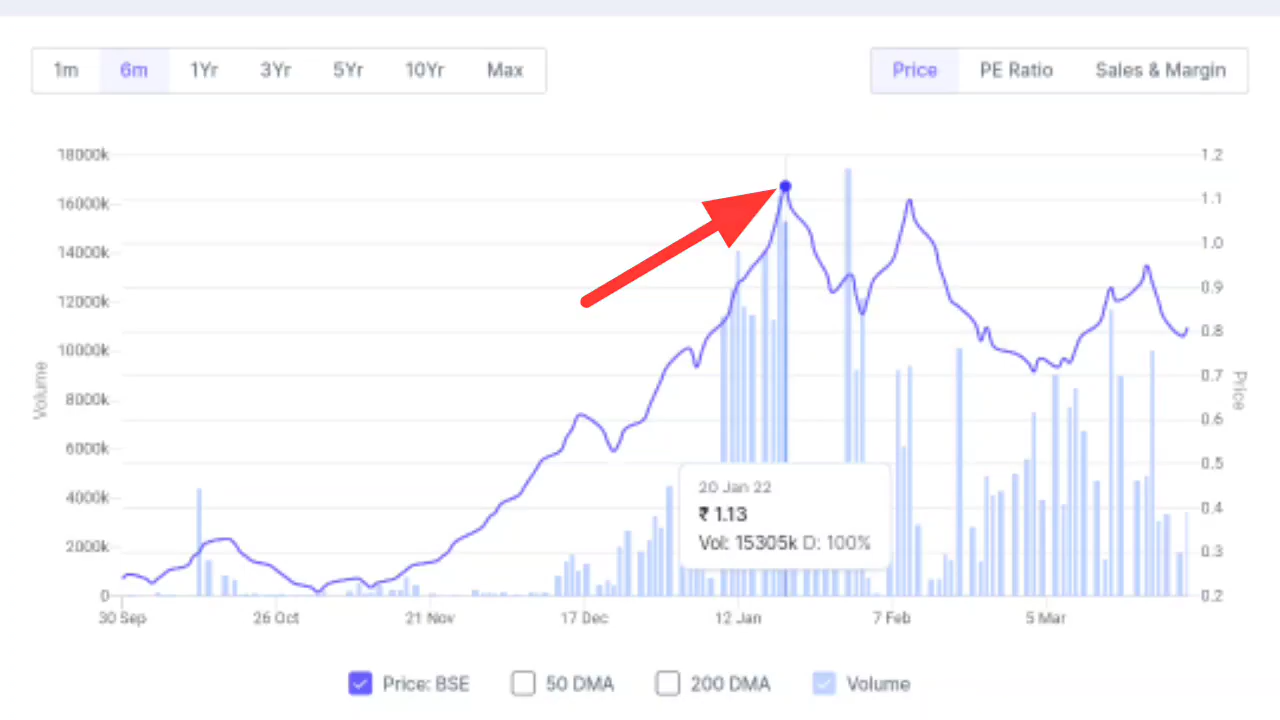 1m 6m 1Yr 3Yr 5Yr 10Yr Max
Price PE Ratio Sales & Margin
18000k
16000k
14000k
12000k
10000k
8000k
6000k
4000k
2000k
0
Volume
1.2
1.1
1.0
0.9
0.8
0.7
0.6
0.5
0.4
0.3
0.2
Price
20 Jan 22
₹ 1.13
Vol: 15305k D: 100%
30 Sep 26 Oct 21 Nov 17 Dec 12 Jan 7 Feb 5 Mar
Price: BSE 50 DMA 200 DMA Volume